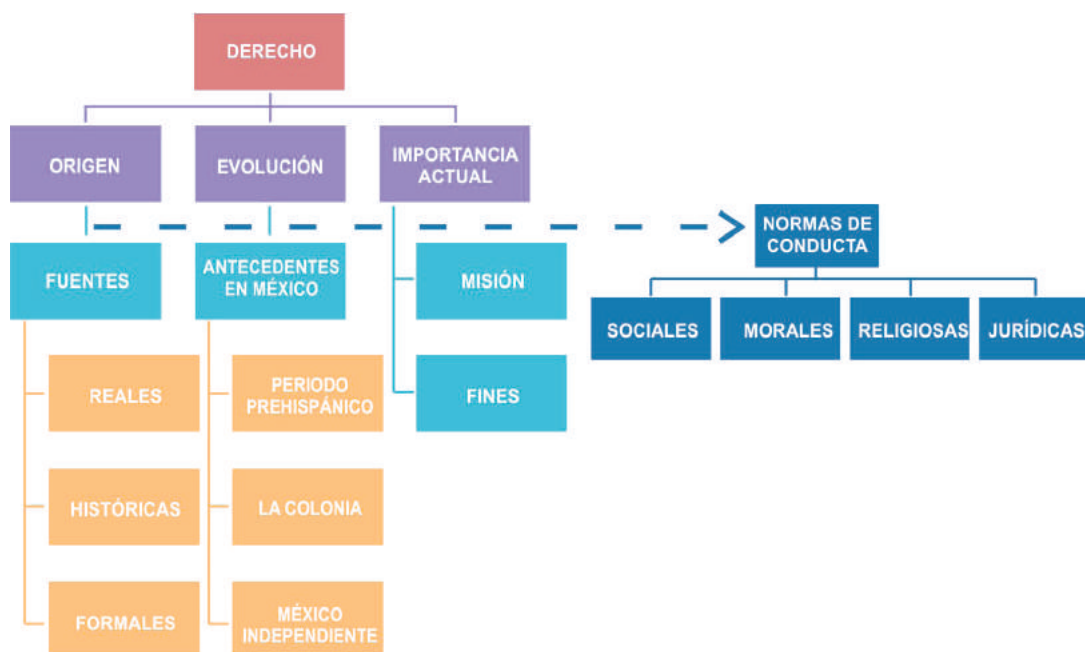 DERECHO
ORIGEN
EVOLUCIÓN
IMPORTANCIA
ACTUAL
NORMAS DE
CONDUCTA
FUENTES
ANTECEDENTES
EN MÉXICO
MISIÓN
SOCIALES
MORALES
RELIGIOSAS
JURÍDICAS
REALES
PERIODO
PREHISPÁNICO
FINES
HISTÓRICAS
LA COLONIA
FORMALES
MÉXICO
INDEPENDIENTE